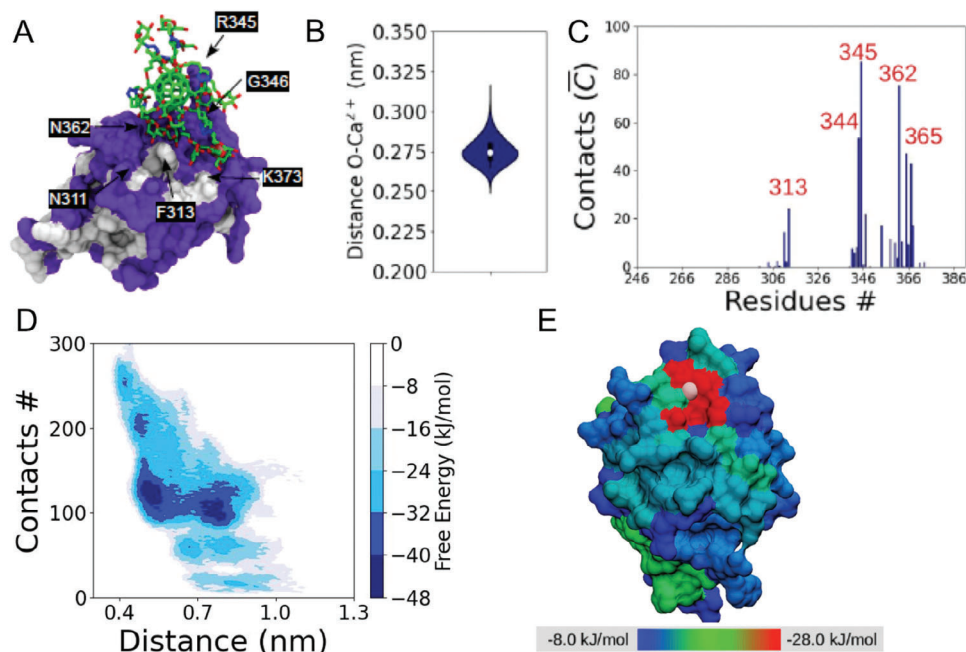 A
R345
G346
N362
N311
F313
K373
B
Distance O-Ca²⁺ (nm)
0.350
0.325
0.300
0.275
0.250
0.225
0.200
C
Contacts (C̅)
100
80
60
40
20
0
313
344
345
362
365
246 266 286 306 326 346 366 386
Residues #
D
Contacts #
300
200
100
0
0.4 0.7 1.0 1.3
Distance (nm)
0
−8
−16
−24
−32
−40
−48
Free Energy (kJ/mol)
E
-8.0 kJ/mol -28.0 kJ/mol